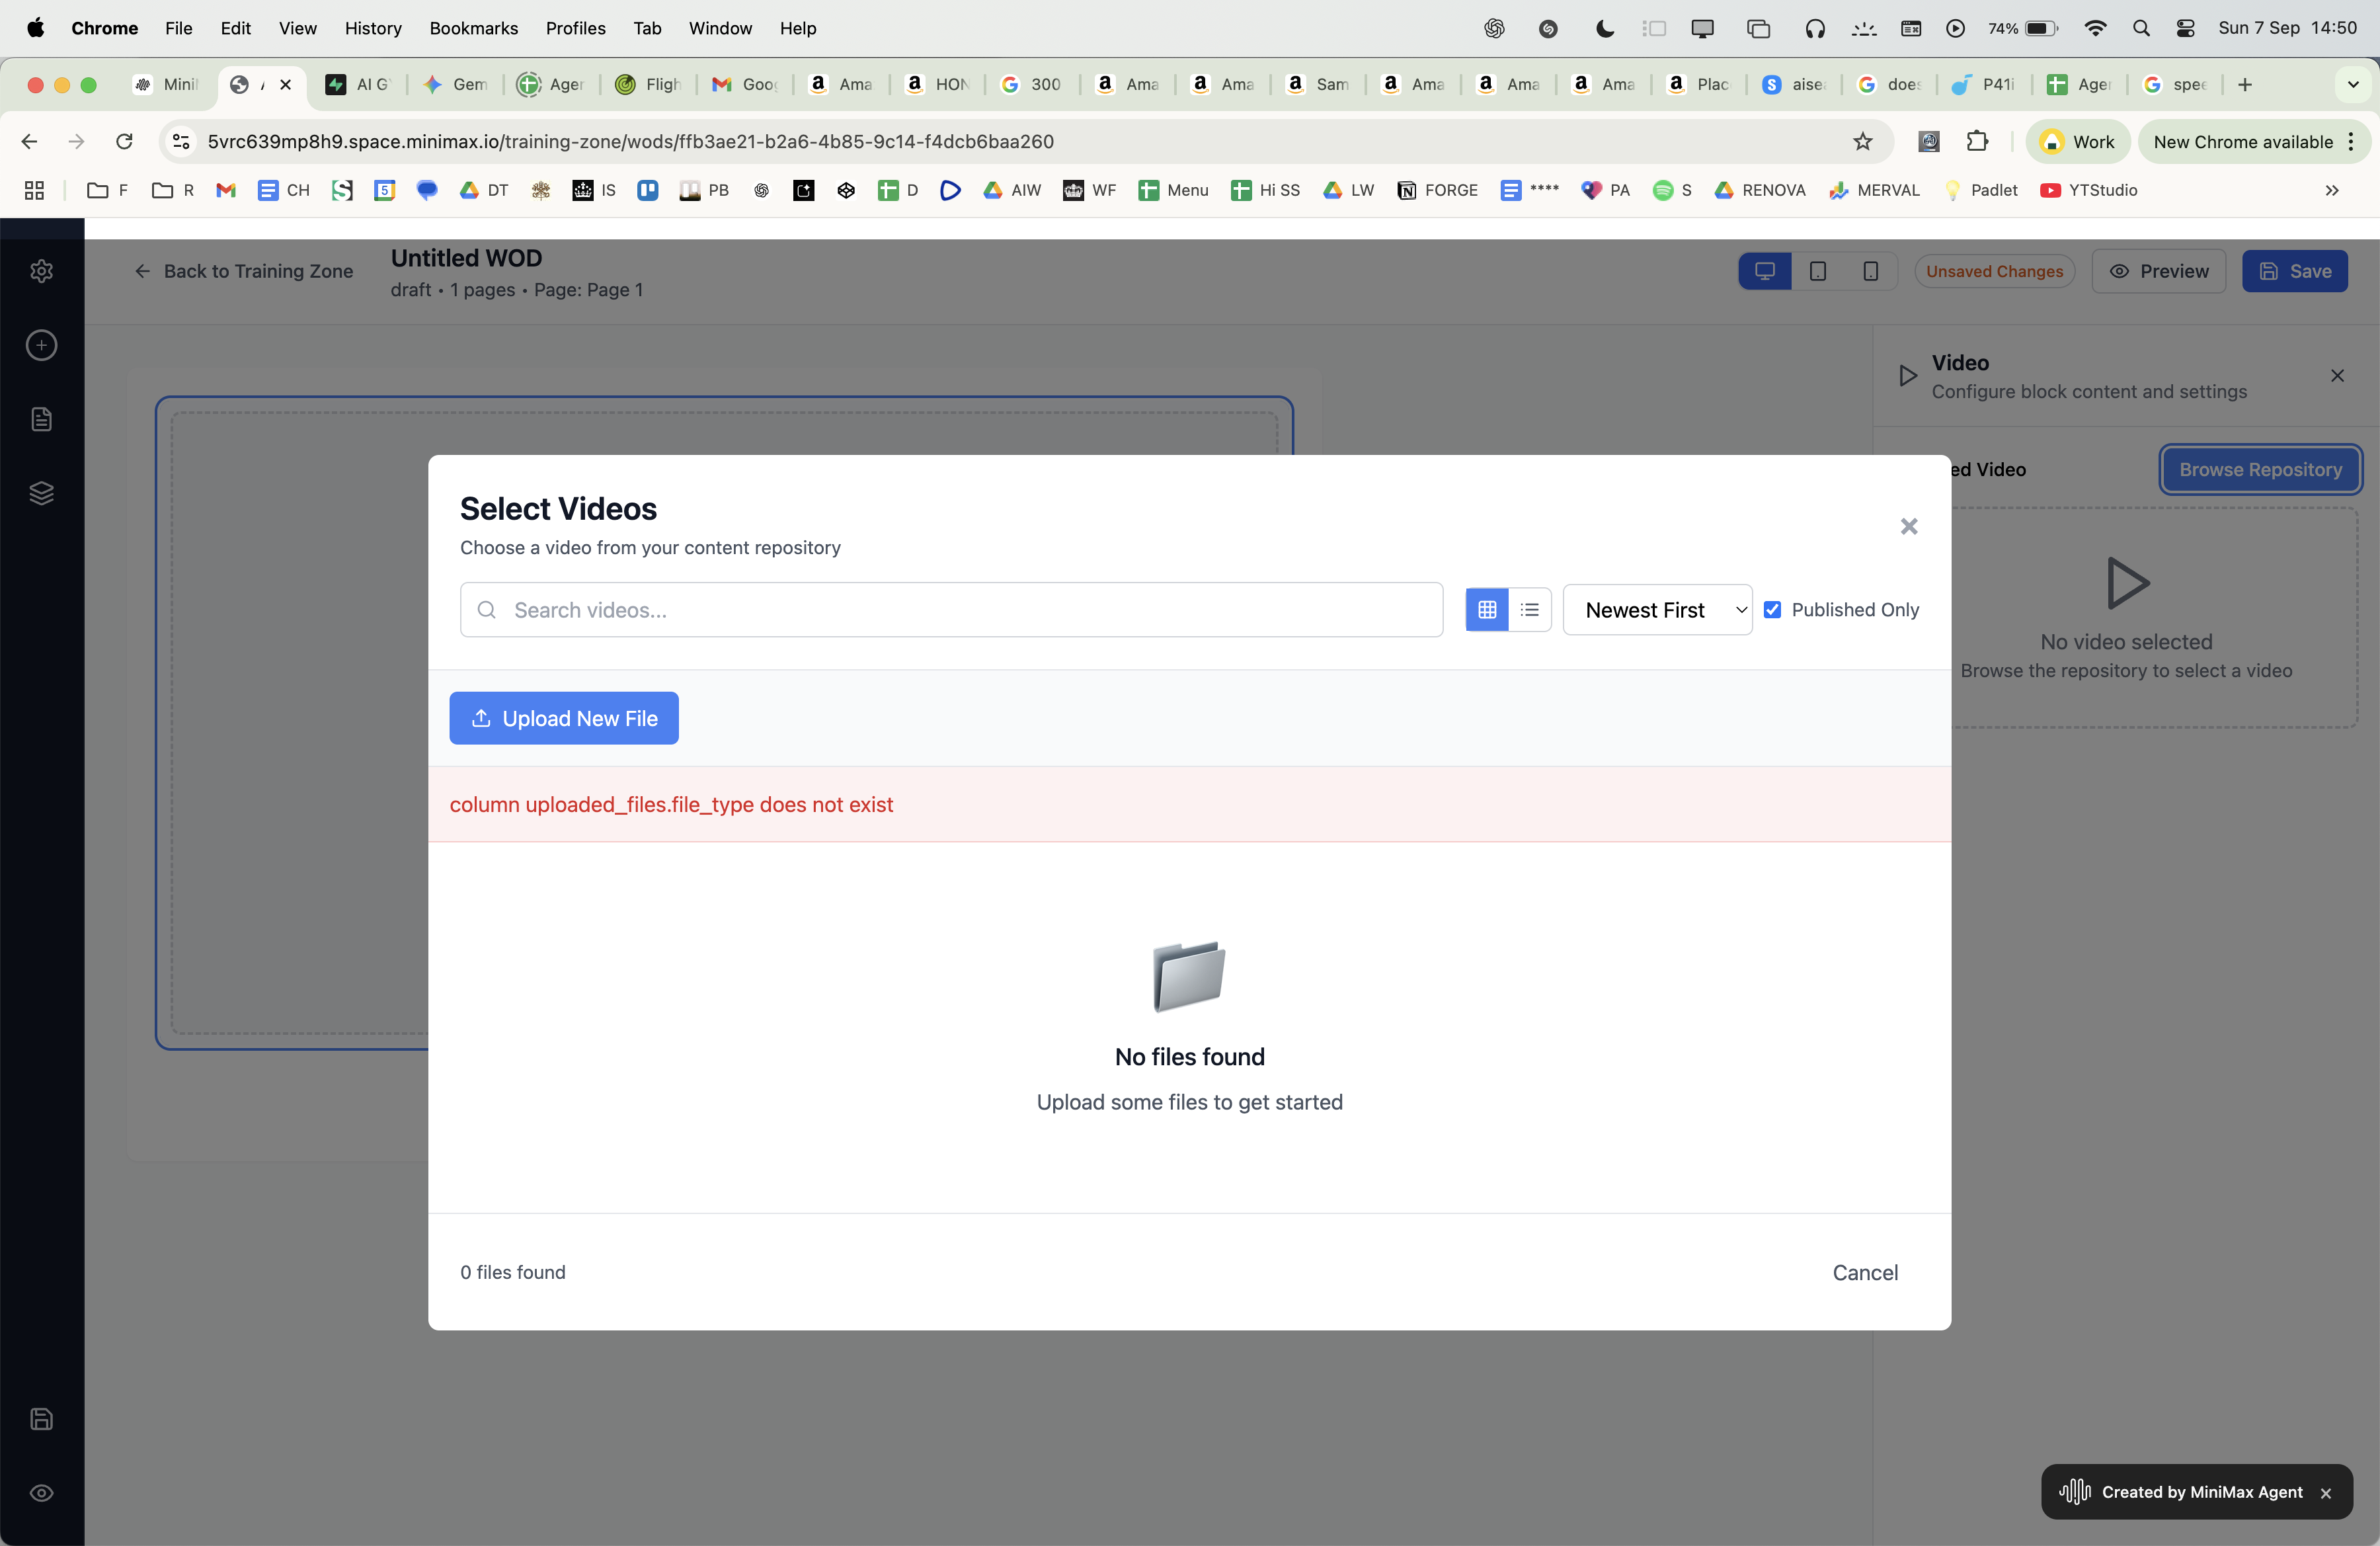 Chrome File Edit View History Bookmarks Profiles Tab Window Help 74% Sun 7 Sep 14:50
AI G Gem Agen Fligh Goo Ama HON 300 Ama Ama Sam Ama Ama Ama Plac aise does P41i Ager spee
5vrc639mp8h9.space.minimax.io/training-zone/wods/ffb3ae21-b2a6-4b85-9c14-f4dcb6baa260 Work New Chrome available
F R CH 5 DT IS PB D AIW WF Menu Hi SS LW FORGE **** PA S RENOVA MERVAL Padlet YTStudio
Back to Training Zone
Untitled WOD
draft • 1 pages • Page: Page 1
Unsaved Changes Preview Save
Video
Configure block content and settings
ed Video Browse Repository
No video selected
Browse the repository to select a video
Select Videos
Choose a video from your content repository
Search videos... Newest First Published Only
Upload New File
column uploaded_files.file_type does not exist
No files found
Upload some files to get started
0 files found Cancel
Created by MiniMax Agent